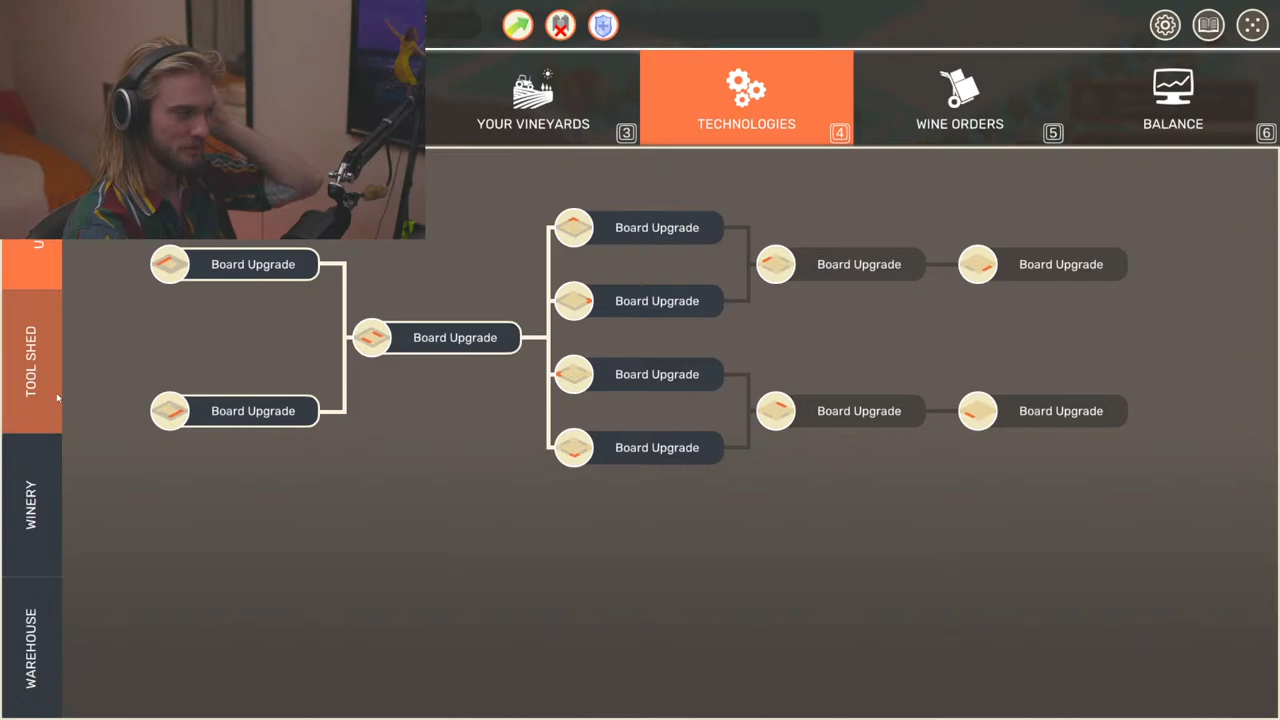 YOUR VINEYARDS
3
TECHNOLOGIES
4
WINE ORDERS
5
BALANCE
6
U
TOOL SHED
WINERY
WAREHOUSE
Board Upgrade
Board Upgrade
Board Upgrade
Board Upgrade
Board Upgrade
Board Upgrade
Board Upgrade
Board Upgrade
Board Upgrade
Board Upgrade
Board Upgrade